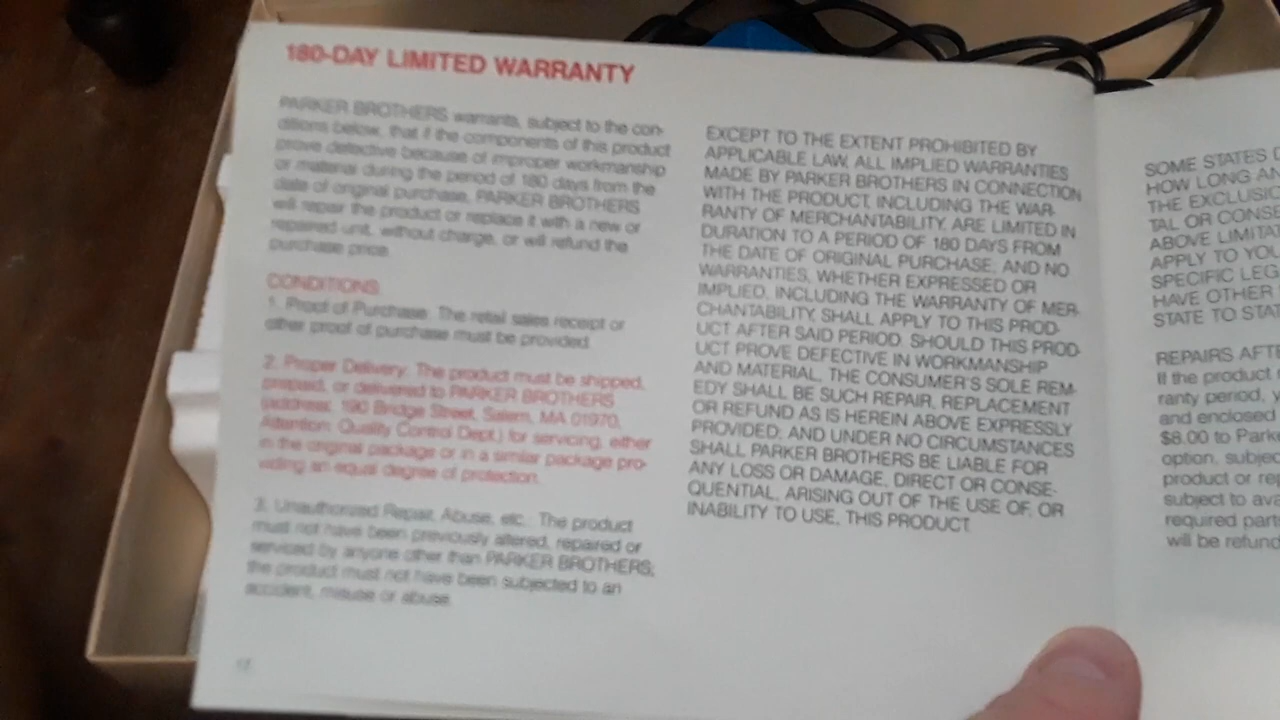 180-DAY LIMITED WARRANTY
PARKER BROTHERS warrants, subject to the con-
ditions below, that if the components of this product
prove defective because of improper workmanship
or material during the period of 180 days from the
date of original purchase, PARKER BROTHERS
will repair the product or replace it with a new or
repaired unit, without charge, or will refund the
purchase price.
CONDITIONS:
1. Proof of Purchase: The retail sales receipt or
other proof of purchase must be provided.
2. Proper Delivery: The product must be shipped,
prepaid, or delivered to PARKER BROTHERS
(address: 190 Bridge Street, Salem, MA 01970,
Attention: Quality Control Dept.) for servicing, either
in the original package or in a similar package pro-
viding an equal degree of protection.
3. Unauthorized Repair, Abuse, etc.: The product
must not have been previously altered, repaired or
serviced by anyone other than PARKER BROTHERS;
the product must not have been subjected to an
accident, misuse or abuse.
EXCEPT TO THE EXTENT PROHIBITED BY
APPLICABLE LAW, ALL IMPLIED WARRANTIES
MADE BY PARKER BROTHERS IN CONNECTION
WITH THE PRODUCT, INCLUDING THE WAR-
RANTY OF MERCHANTABILITY, ARE LIMITED IN
DURATION TO A PERIOD OF 180 DAYS FROM
THE DATE OF ORIGINAL PURCHASE, AND NO
WARRANTIES, WHETHER EXPRESSED OR
IMPLIED, INCLUDING THE WARRANTY OF MER-
CHANTABILITY, SHALL APPLY TO THIS PROD-
UCT AFTER SAID PERIOD. SHOULD THIS PROD-
UCT PROVE DEFECTIVE IN WORKMANSHIP
AND MATERIAL, THE CONSUMER'S SOLE REM-
EDY SHALL BE SUCH REPAIR, REPLACEMENT
OR REFUND AS IS HEREIN ABOVE EXPRESSLY
PROVIDED; AND UNDER NO CIRCUMSTANCES
SHALL PARKER BROTHERS BE LIABLE FOR
ANY LOSS OR DAMAGE, DIRECT OR CONSE-
QUENTIAL, ARISING OUT OF THE USE OF, OR
INABILITY TO USE, THIS PRODUCT.
SOME STATES D
HOW LONG AN
THE EXCLUSIO
TAL OR CONSE
ABOVE LIMITAT
APPLY TO YOU
SPECIFIC LEG
HAVE OTHER
STATE TO STAT
REPAIRS AFTE
If the product
ranty period, y
and enclosed
$8.00 to Parke
option, subjec
product or rep
subject to ava
required part
will be refund